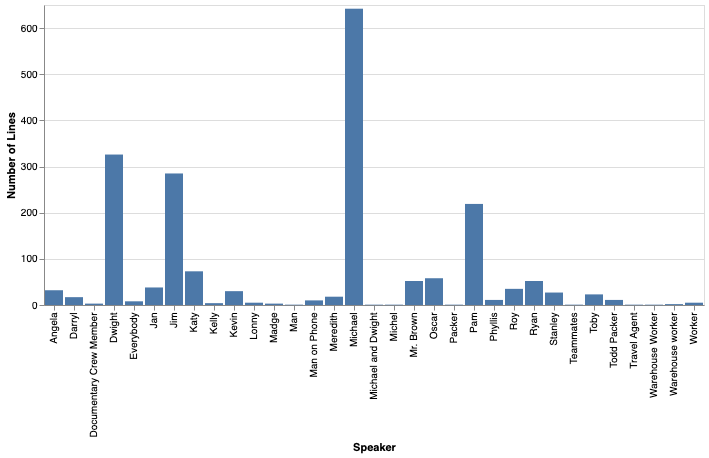 600
500
400
300
200
100
0
Number of Lines
Angela
Darryl
Documentary Crew Member
Dwight
Everybody
Jan
Jim
Katy
Kelly
Kevin
Lonny
Madge
Man
Man on Phone
Meredith
Michael
Michael and Dwight
Michel
Mr. Brown
Oscar
Packer
Pam
Phyllis
Roy
Ryan
Stanley
Teammates
Toby
Todd Packer
Travel Agent
Warehouse Worker
Warehouse worker
Worker
Speaker